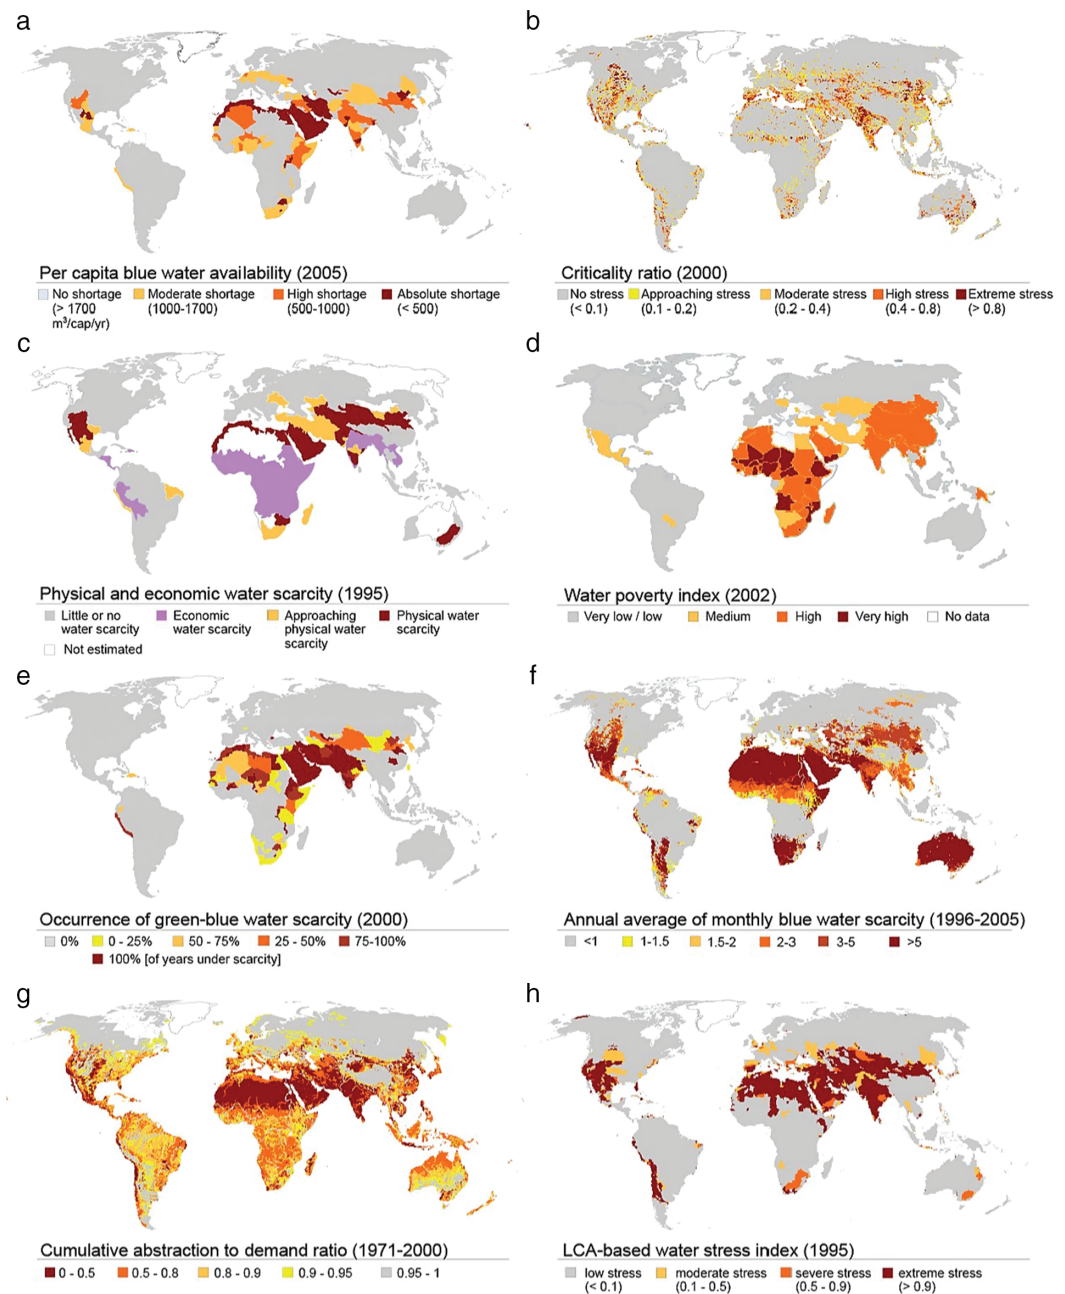 a
b
Per capita blue water availability (2005)
No shortage
(> 1700
m³/cap/yr)
Moderate shortage
(1000-1700)
High shortage
(500-1000)
Absolute shortage
(< 500)
Criticality ratio (2000)
No stress
(< 0.1)
Approaching stress
(0.1 - 0.2)
Moderate stress
(0.2 - 0.4)
High stress
(0.4 - 0.8)
Extreme stress
(> 0.8)
c
d
Physical and economic water scarcity (1995)
Little or no
water scarcity
Economic
water scarcity
Approaching
physical water
scarcity
Physical water
scarcity
Not estimated
Water poverty index (2002)
Very low / low
Medium
High
Very high
No data
e
f
Occurrence of green-blue water scarcity (2000)
0%
0 - 25%
50 - 75%
25 - 50%
75-100%
100% [of years under scarcity]
Annual average of monthly blue water scarcity (1996-2005)
<1
1-1.5
1.5-2
2-3
3-5
>5
g
h
Cumulative abstraction to demand ratio (1971-2000)
0 - 0.5
0.5 - 0.8
0.8 - 0.9
0.9 - 0.95
0.95 - 1
LCA-based water stress index (1995)
low stress
(< 0.1)
moderate stress
(0.1 - 0.5)
severe stress
(0.5 - 0.9)
extreme stress
(> 0.9)